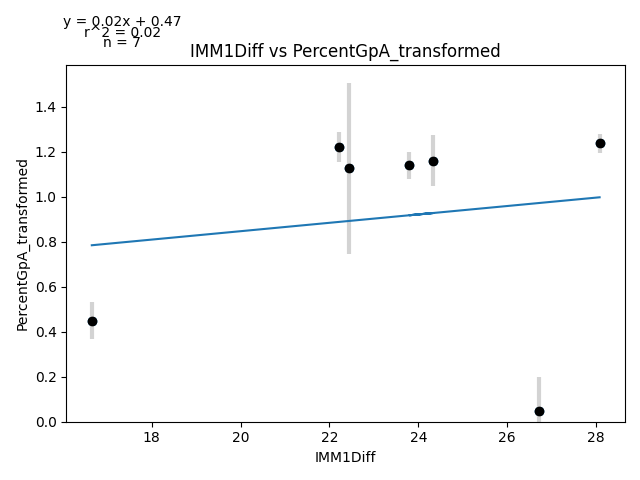 y = 0.02x + 0.47
r^2 = 0.02
n = 7
IMM1Diff vs PercentGpA_transformed
1.4
1.2
1.0
0.8
0.6
0.4
0.2
0.0
PercentGpA_transformed
18 20 22 24 26 28
IMM1Diff